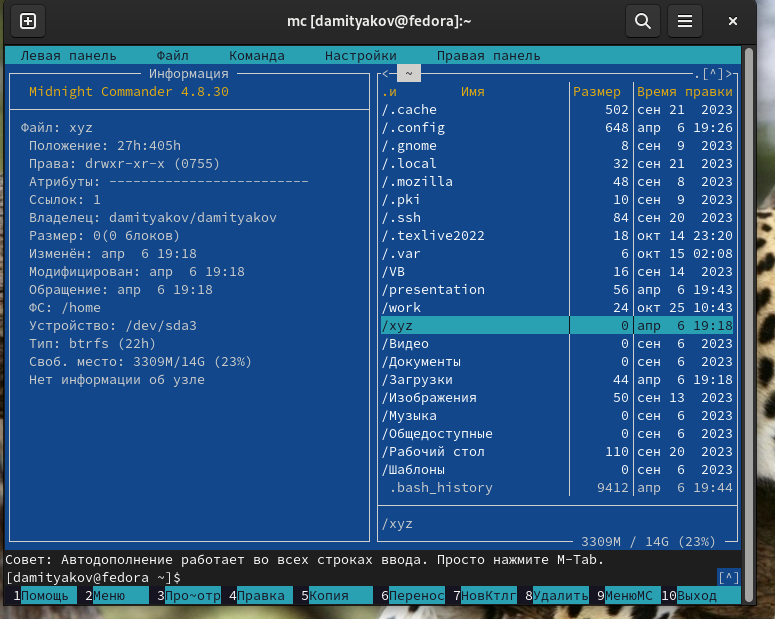 mc [damityakov@fedora]:~
Левая панель Файл Команда Настройки Правая панель
Информация
Midnight Commander 4.8.30
Файл: xyz
Положение: 27h:405h
Права: drwxr-xr-x (0755)
Атрибуты: -------------------------
Ссылок: 1
Владелец: damityakov/damityakov
Размер: 0(0 блоков)
Изменён: апр 6 19:18
Модифицирован: апр 6 19:18
Обращение: апр 6 19:18
ФС: /home
Устройство: /dev/sda3
Тип: btrfs (22h)
Своб. место: 3309M/14G (23%)
Нет информации об узле
<─ ~ .[^]>
.и Имя Размер Время правки
/.cache 502 сен 21 2023
/.config 648 апр 6 19:26
/.gnome 8 сен 9 2023
/.local 32 сен 21 2023
/.mozilla 48 сен 8 2023
/.pki 10 сен 9 2023
/.ssh 84 сен 20 2023
/.texlive2022 18 окт 14 23:20
/.var 6 окт 15 02:08
/VB 16 сен 14 2023
/presentation 56 апр 6 19:43
/work 24 окт 25 10:43
/xyz 0 апр 6 19:18
/Видео 0 сен 6 2023
/Документы 0 сен 6 2023
/Загрузки 44 апр 6 19:18
/Изображения 50 сен 13 2023
/Музыка 0 сен 6 2023
/Общедоступные 0 сен 6 2023
/Рабочий стол 110 сен 20 2023
/Шаблоны 0 сен 6 2023
.bash_history 9412 апр 6 19:44
/xyz
3309M / 14G (23%)
Совет: Автодополнение работает во всех строках ввода. Просто нажмите M-Tab.
[damityakov@fedora ~]$ [^]
1Помощь 2Меню 3Про~отр 4Правка 5Копия 6Перенос 7НовКтлг 8Удалить 9МенюMC 10Выход